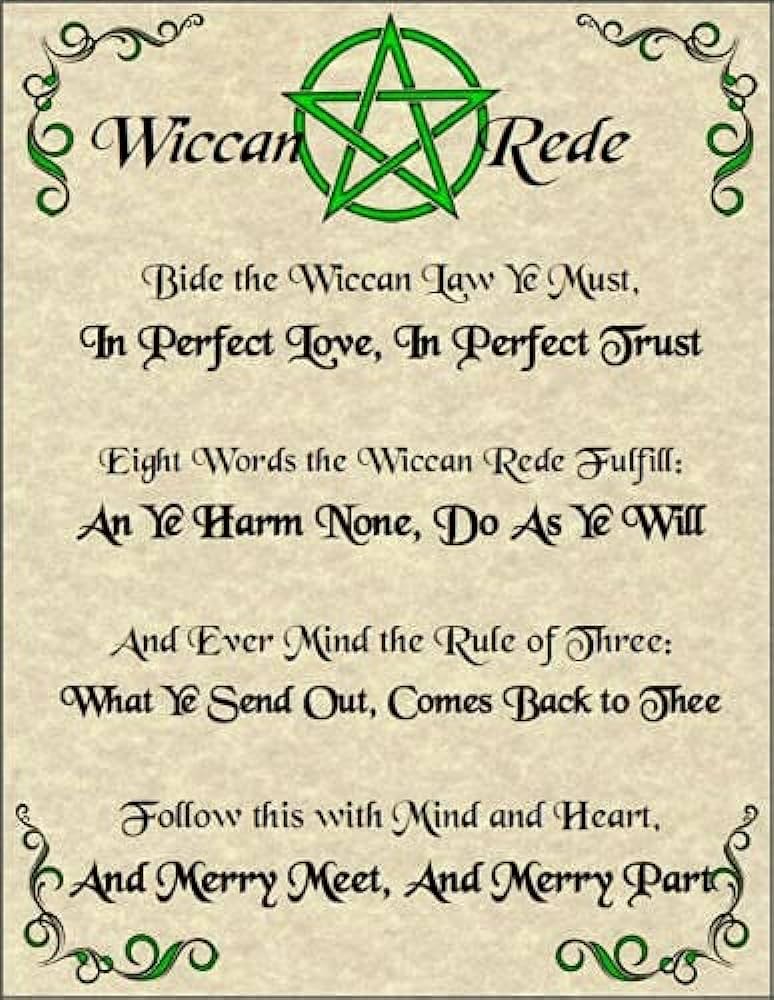 Wiccan Rede
Bide the Wiccan Law Ye Must,
In Perfect Love, In Perfect Trust
Eight Words the Wiccan Rede Fulfill:
An Ye Harm None, Do As Ye Will
And Ever Mind the Rule of Three:
What Ye Send Out, Comes Back to Thee
Follow this with Mind and Heart,
And Merry Meet, And Merry Part